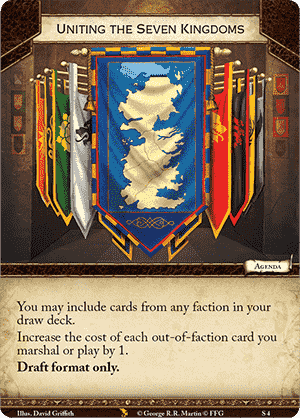 Uniting the Seven Kingdoms
Agenda
You may include cards from any faction in your
draw deck.
Increase the cost of each out-of-faction card you
marshal or play by 1.
Draft format only.
Illus. David Griffith © George R.R. Martin © FFG S 4